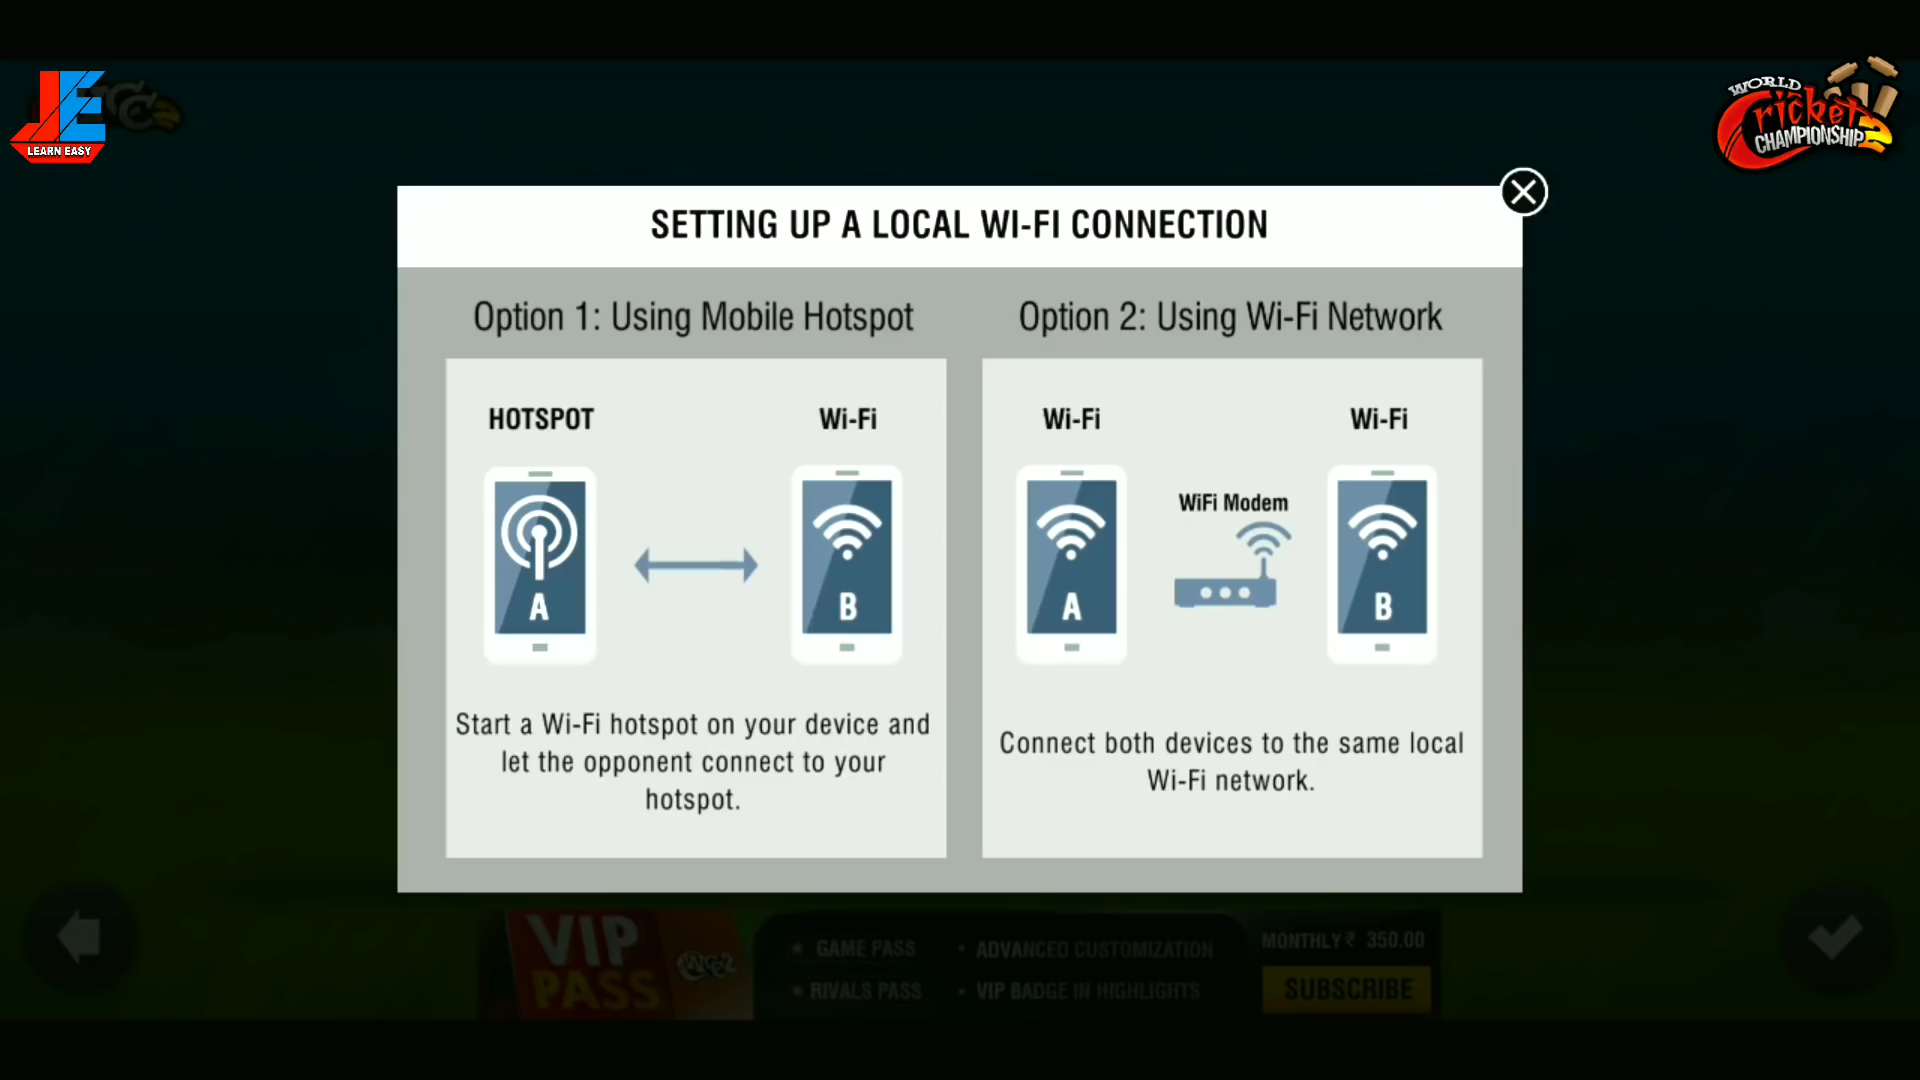 LEARN EASY
WORLD
Cricket
CHAMPIONSHIP 2
SETTING UP A LOCAL WI-FI CONNECTION
Option 1: Using Mobile Hotspot
HOTSPOT
Wi-Fi
A
B
Start a Wi-Fi hotspot on your device and
let the opponent connect to your
hotspot.
Option 2: Using Wi-Fi Network
Wi-Fi
Wi-Fi
WiFi Modem
A
B
Connect both devices to the same local
Wi-Fi network.
VIP
PASS
• GAME PASS
• ADVANCED CUSTOMIZATION
• RIVALS PASS
• VIP BADGE IN HIGHLIGHTS
MONTHLY ₹ 350.00
SUBSCRIBE